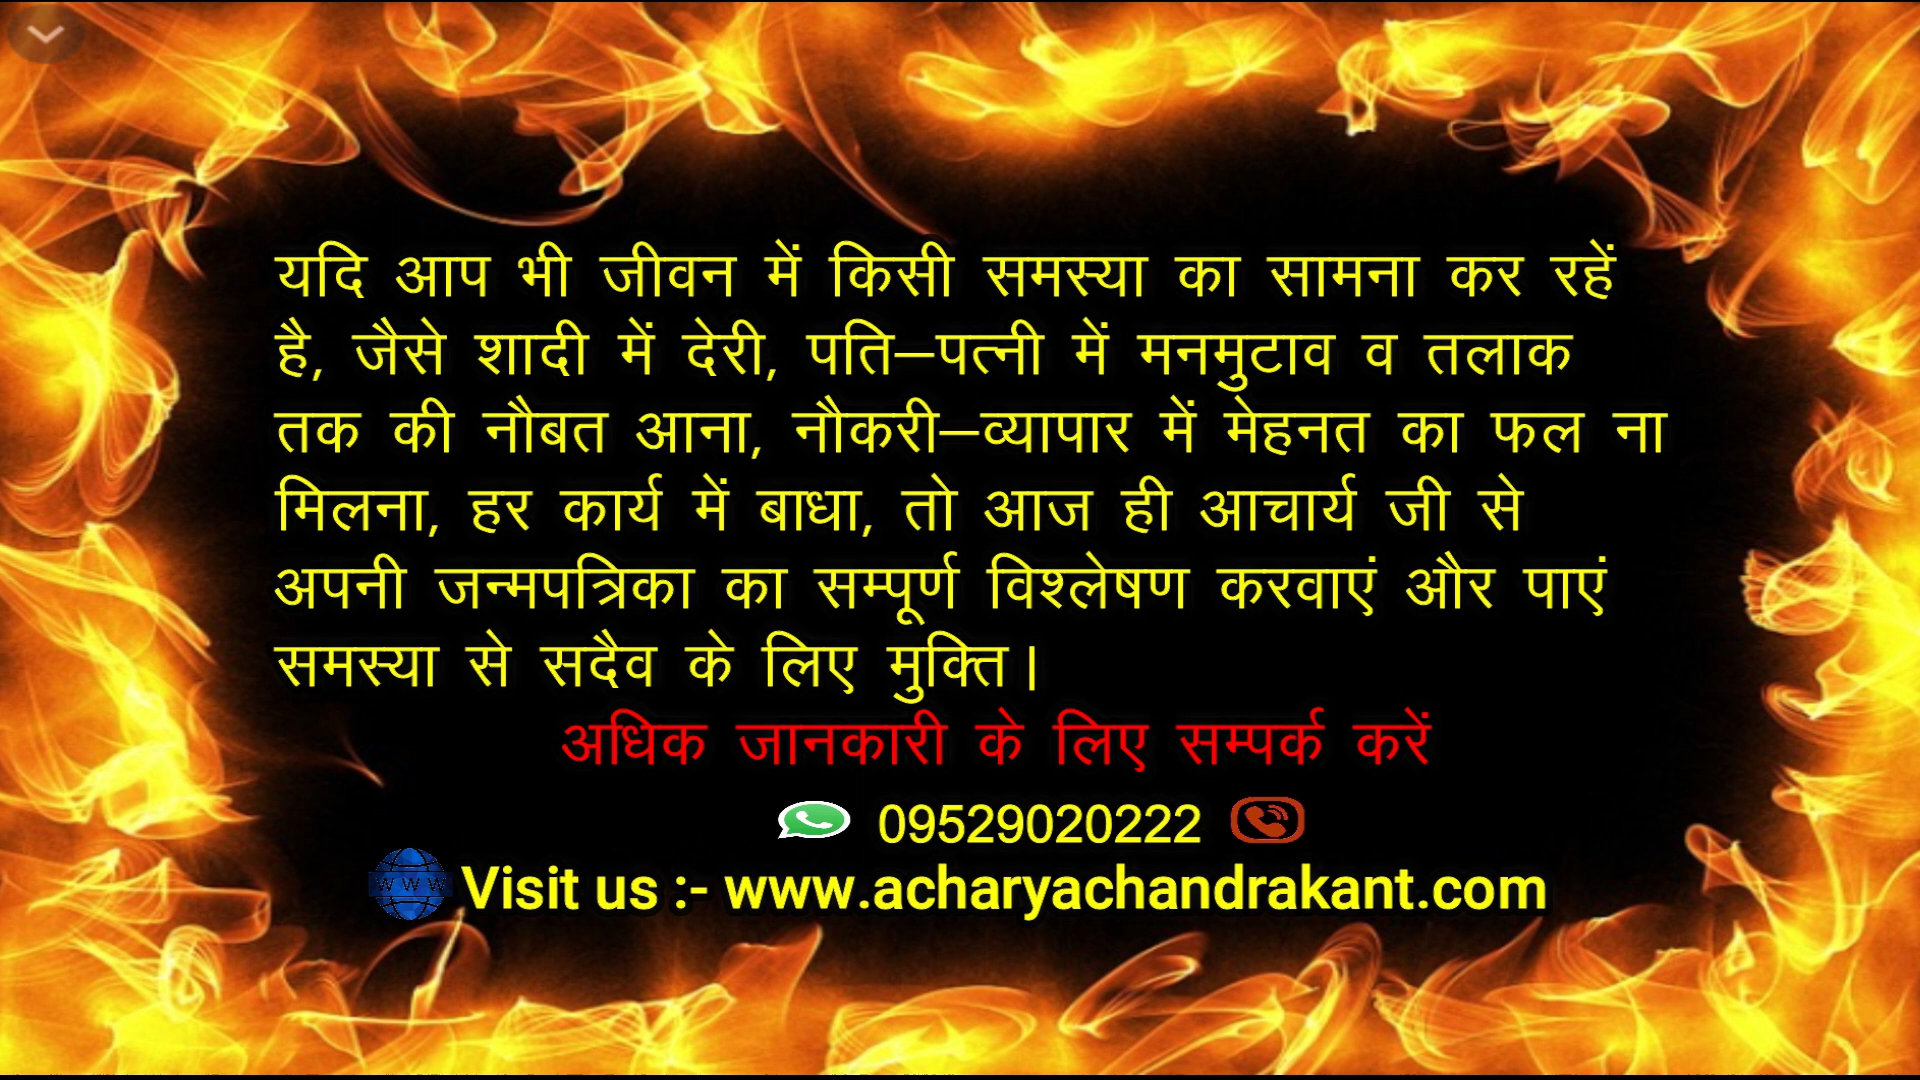 यदि आप भी जीवन में किसी समस्या का सामना कर रहें
है, जैसे शादी में देरी, पति–पत्नी में मनमुटाव व तलाक
तक की नौबत आना, नौकरी–व्यापार में मेहनत का फल ना
मिलना, हर कार्य में बाधा, तो आज ही आचार्य जी से
अपनी जन्मपत्रिका का सम्पूर्ण विश्लेषण करवाएं और पाएं
समस्या से सदैव के लिए मुक्ति।
अधिक जानकारी के लिए सम्पर्क करें
09529020222
WWW Visit us :- www.acharyachandrakant.com